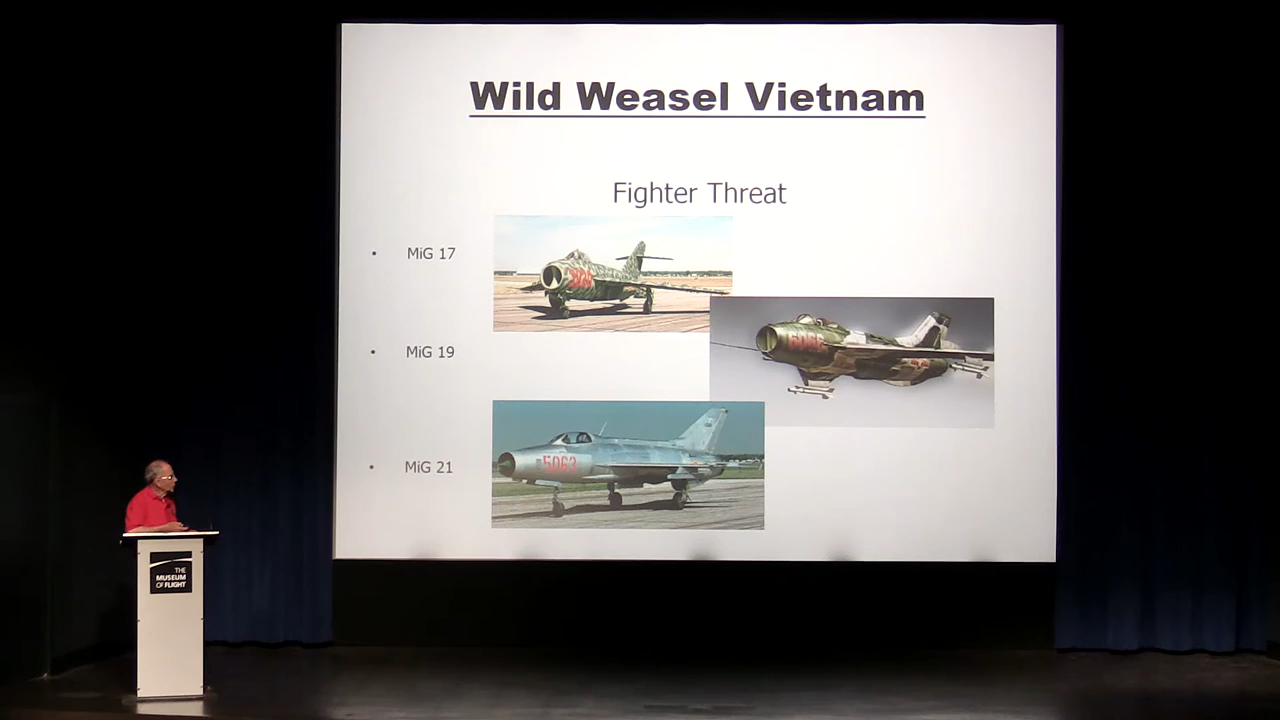 Wild Weasel Vietnam
Fighter Threat
• MiG 17
• MiG 19
• MiG 21
5063
THE
MUSEUM
OF FLIGHT